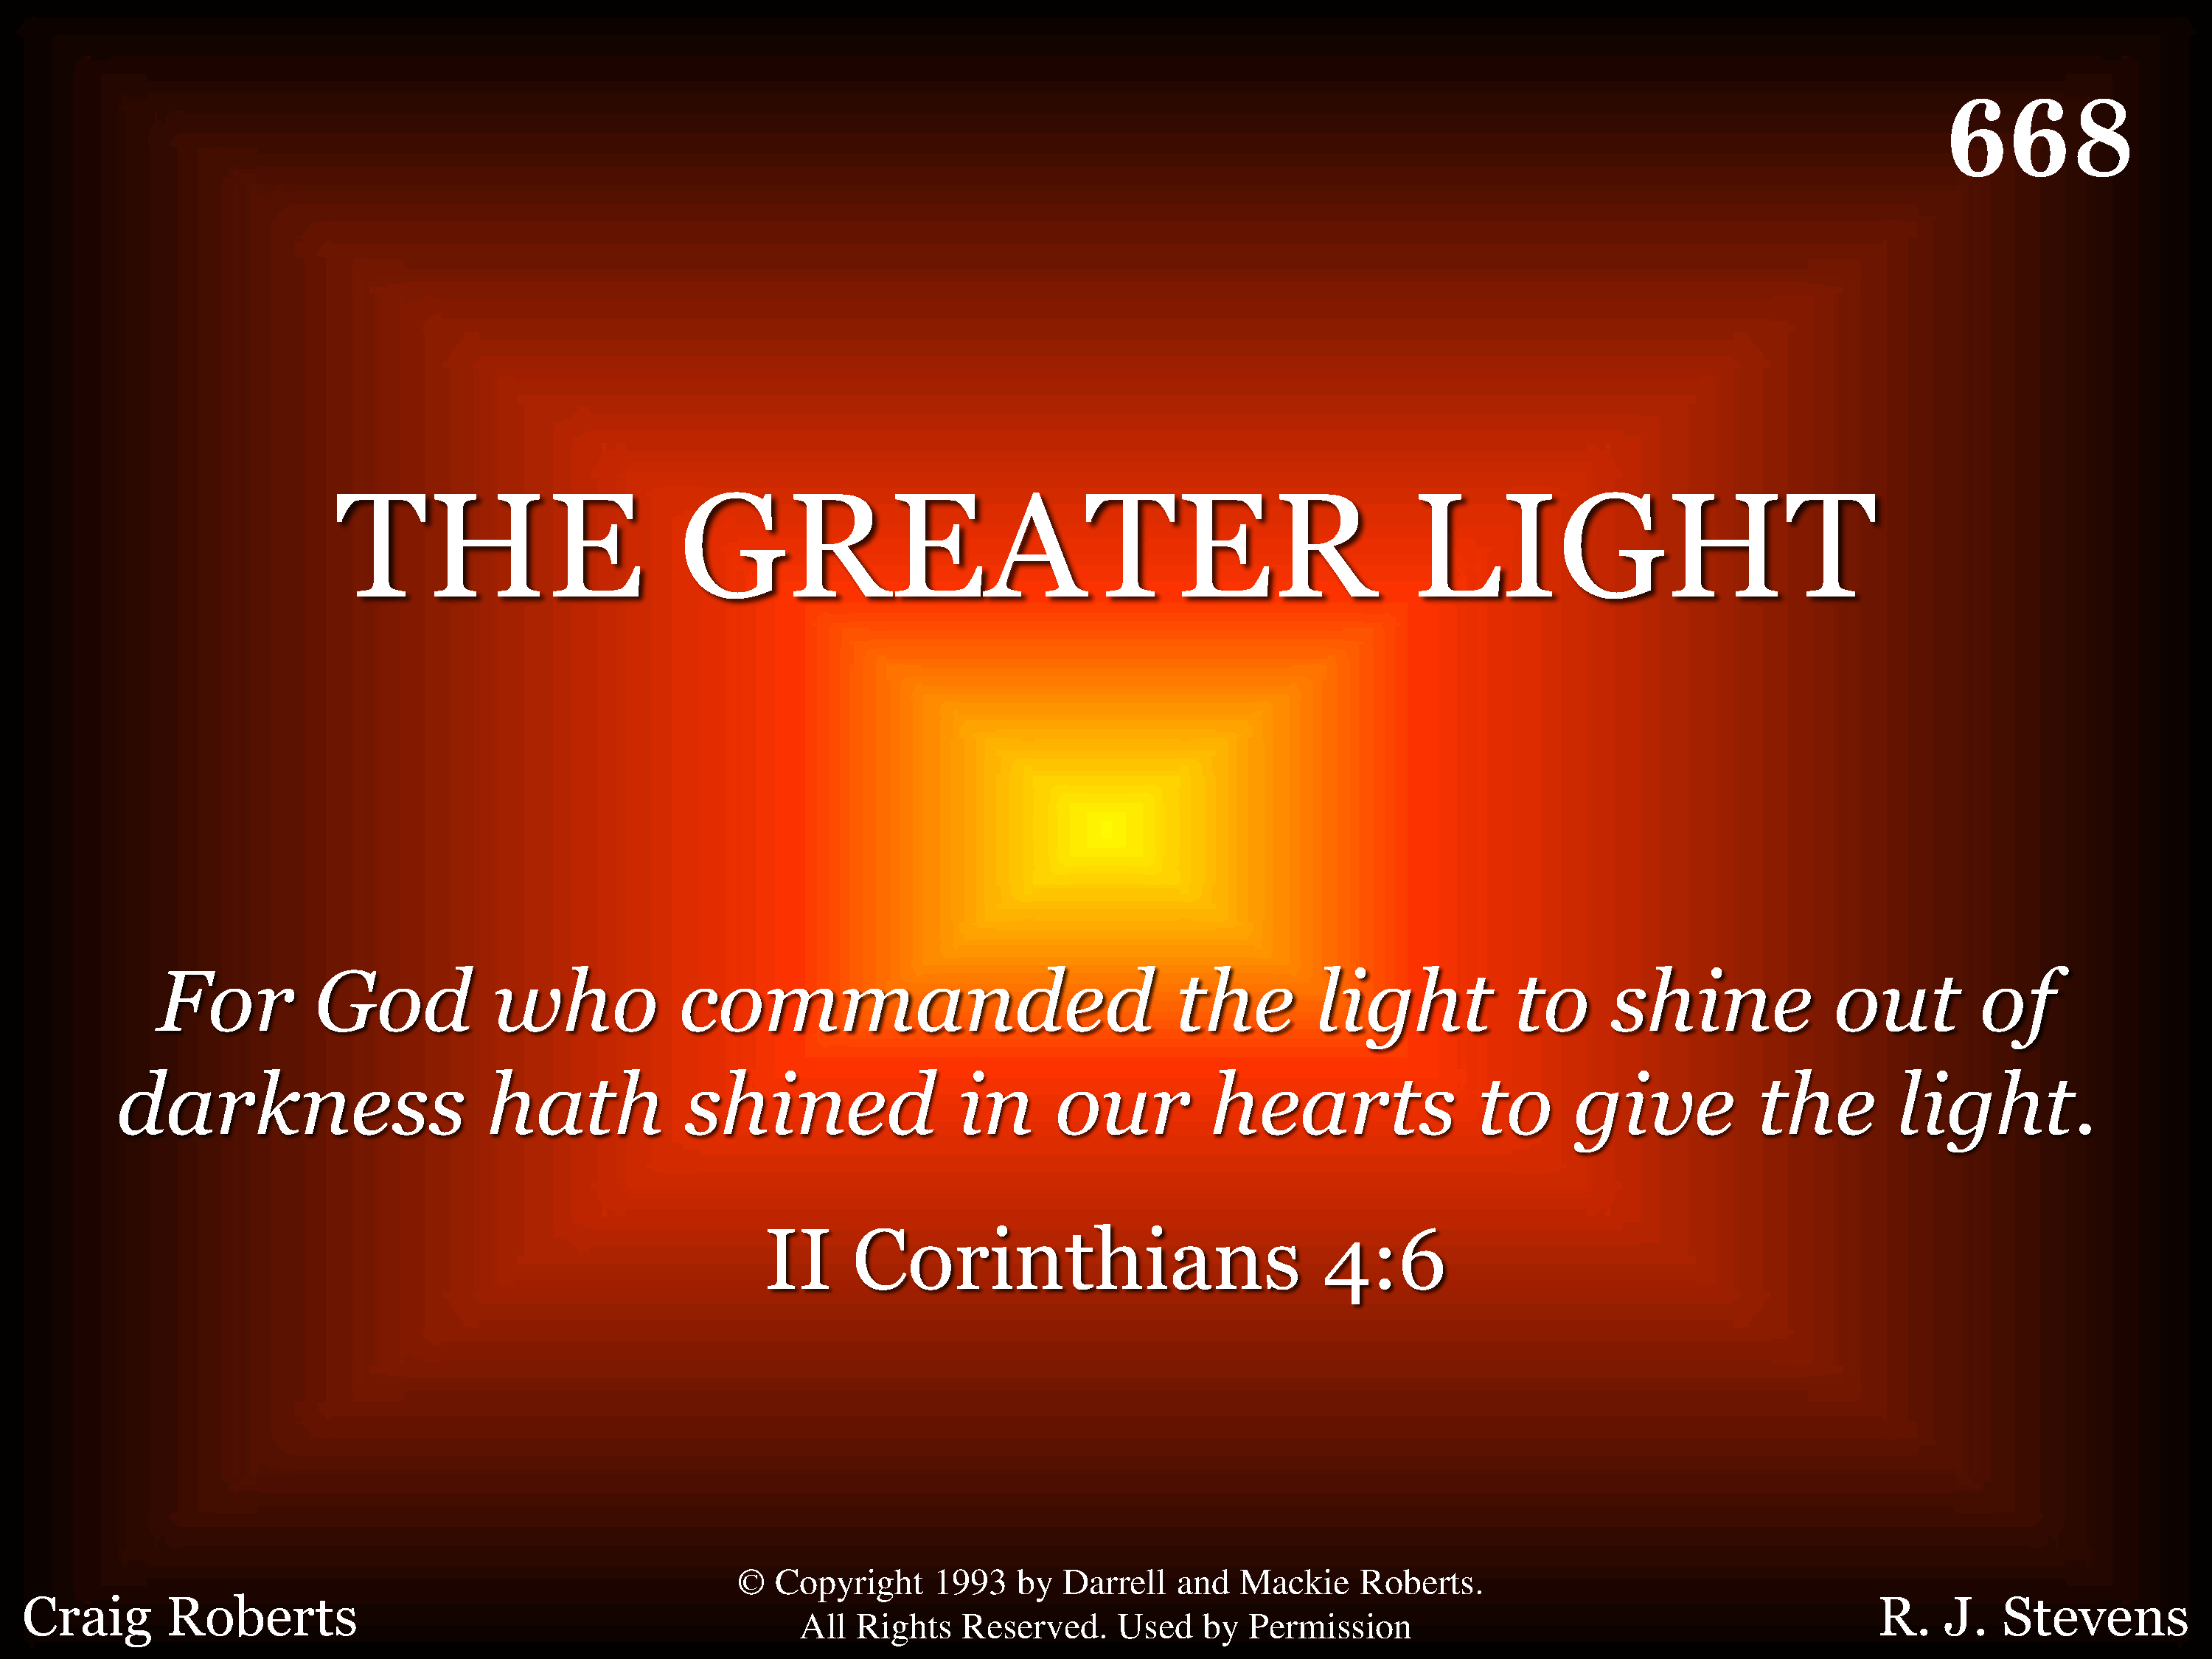 668
THE GREATER LIGHT
For God who commanded the light to shine out of
darkness hath shined in our hearts to give the light.
II Corinthians 4:6
© Copyright 1993 by Darrell and Mackie Roberts.
All Rights Reserved. Used by Permission
Craig Roberts
R. J. Stevens